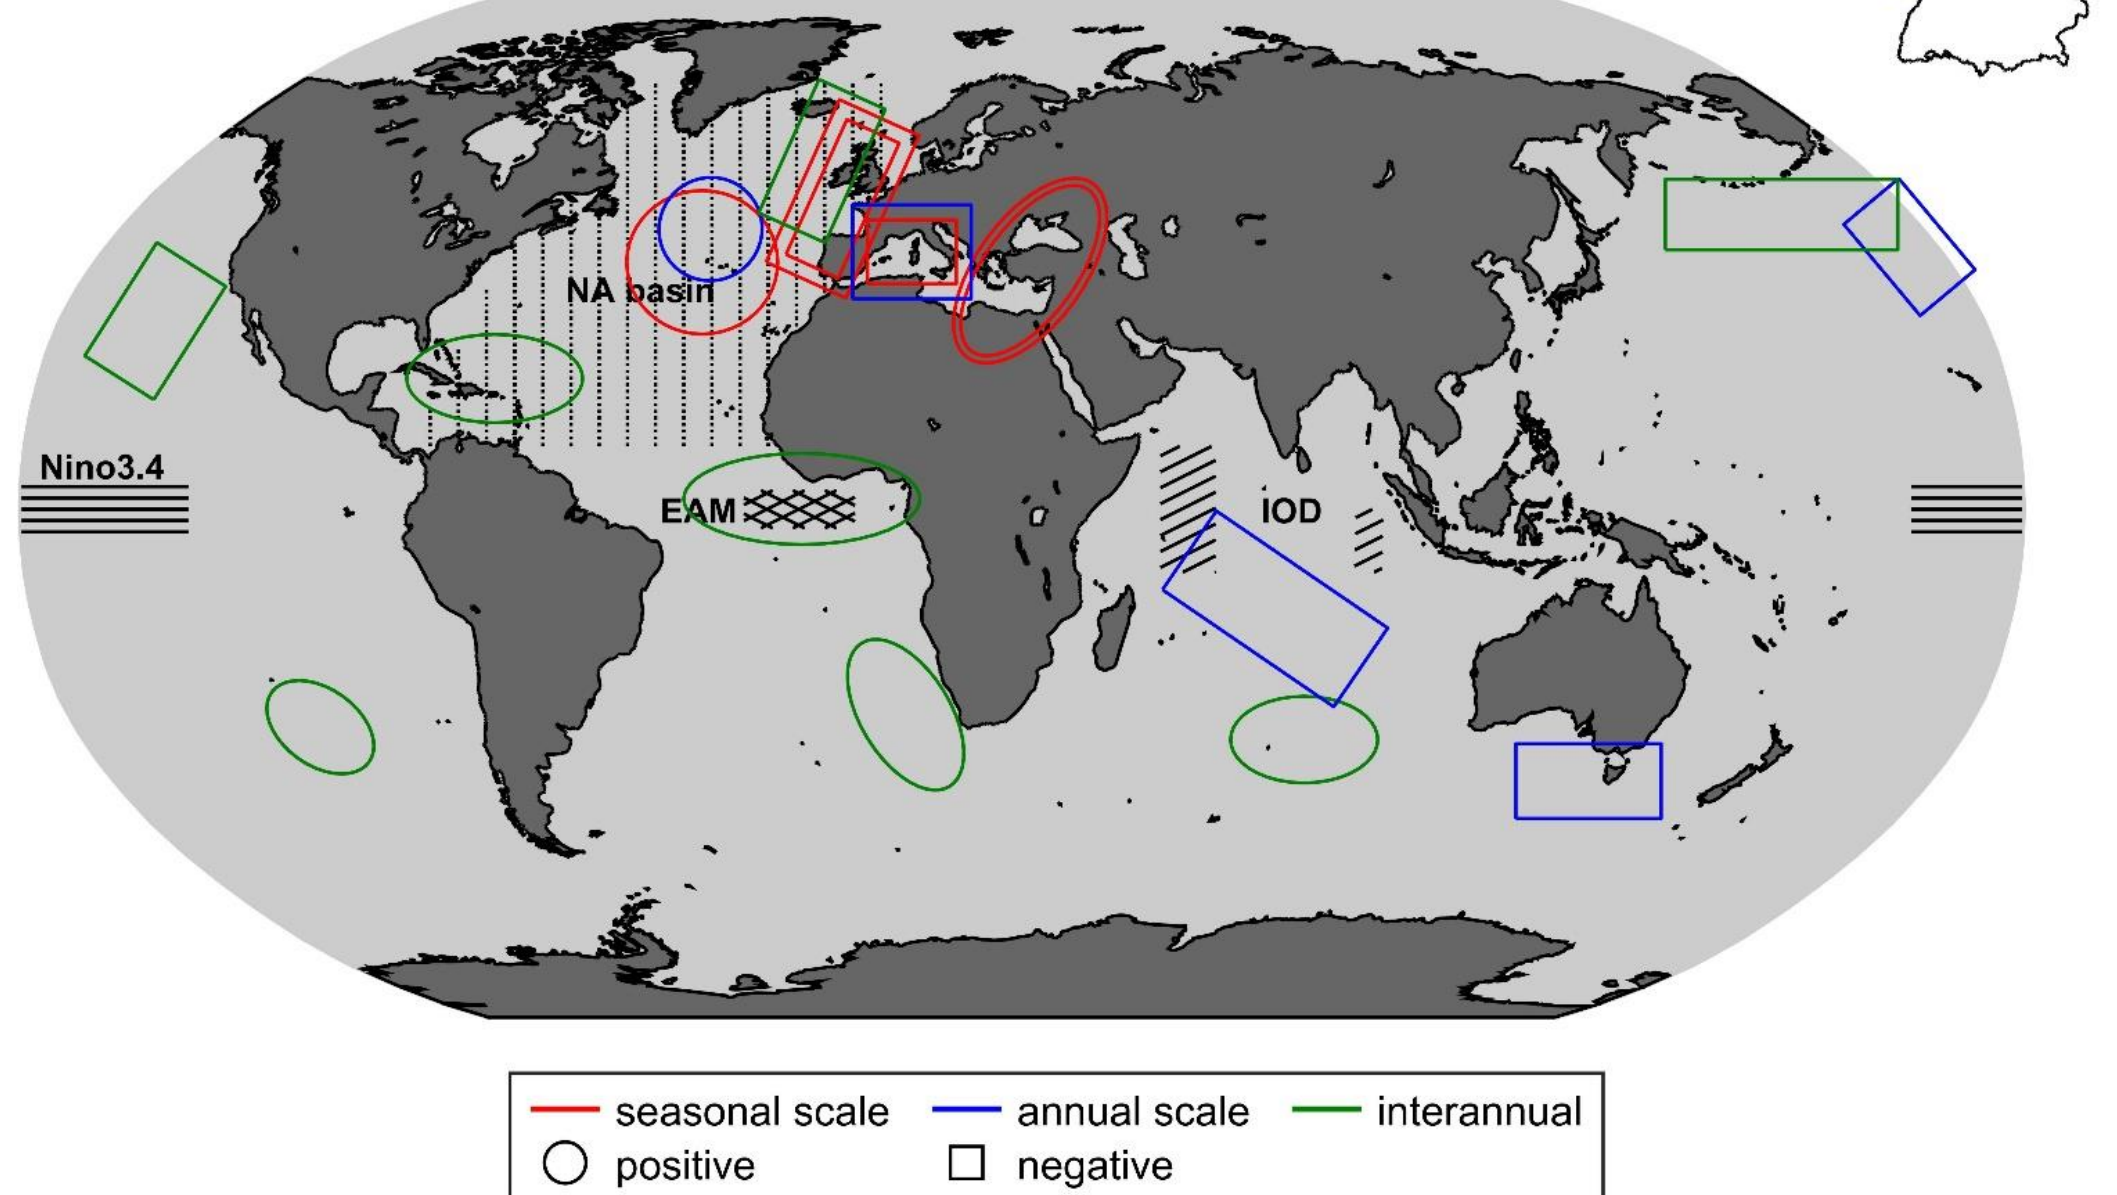 NA basin
Nino3.4
EAM
IOD
seasonal scale annual scale interannual
positive negative